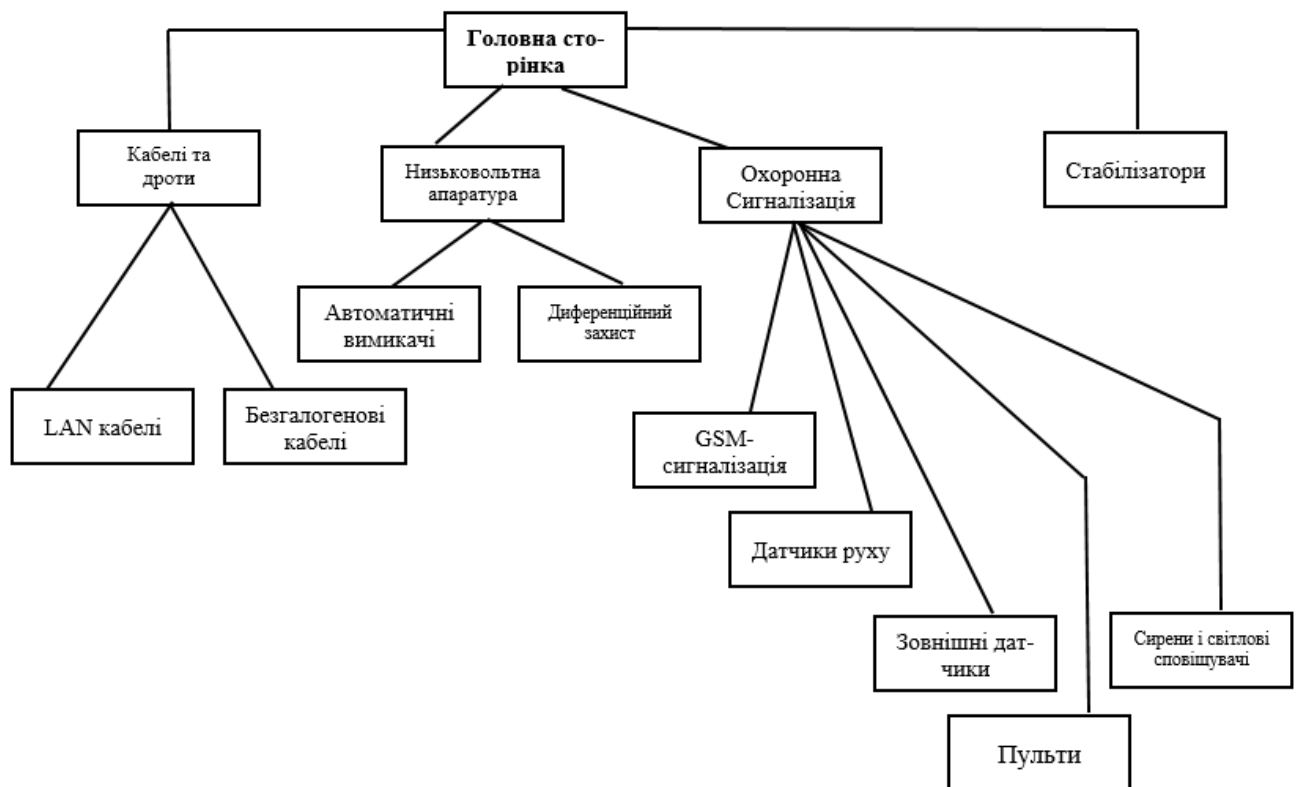 Головна сто-
рінка
Кабелі та
дроти
Низьковольтна
апаратура
Охоронна
Сигналізація
Стабілізатори
Автоматичні
вимикачі
Диференційний
захист
LAN кабелі
Безгалогенові
кабелі
GSM-
сигналізація
Датчики руху
Зовнішні дат-
чики
Сирени і світлові
сповіщувачі
Пульти